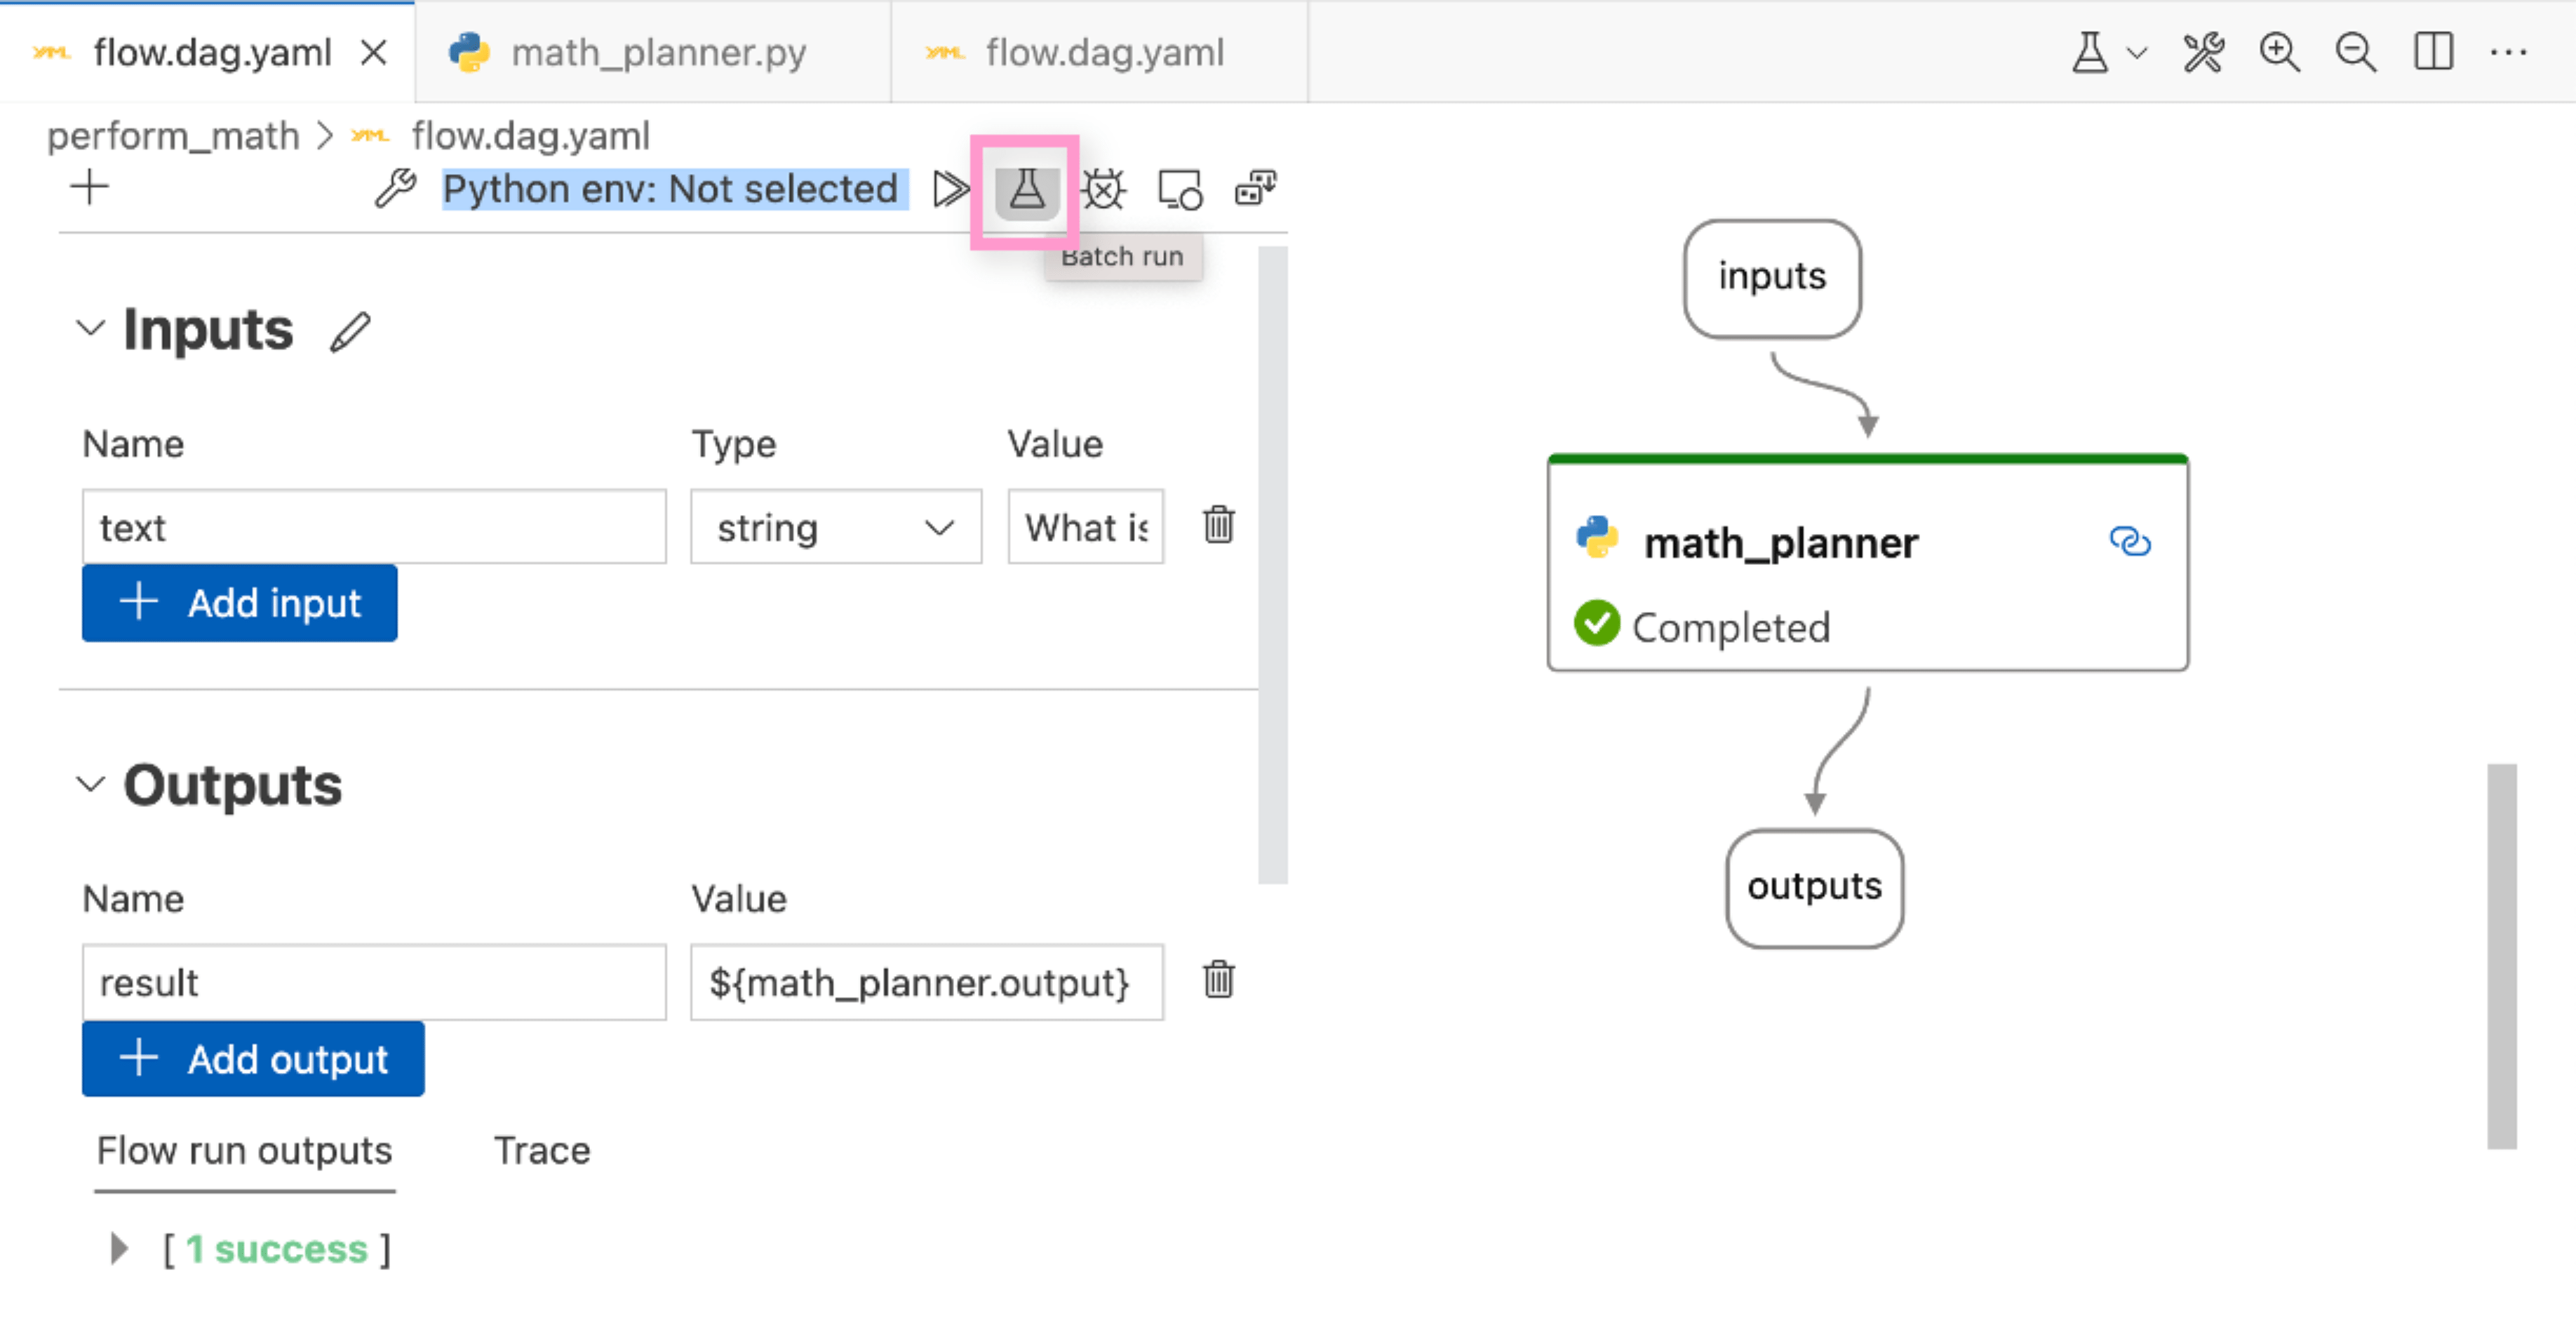 flow.dag.yaml
math_planner.py
flow.dag.yaml
perform_math > flow.dag.yaml
Python env: Not selected
Batch run
Inputs
Name Type Value
text string What is
Add input
Outputs
Name Value
result ${math_planner.output}
Add output
Flow run outputs Trace
[ 1 success ]
inputs
math_planner
Completed
outputs